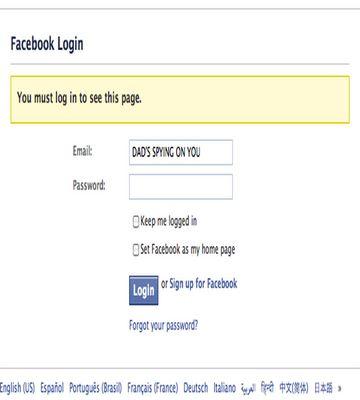 Facebook Login
You must log in to see this page.
Email: DAD'S SPYING ON YOU
Password:
Keep me logged in
Set Facebook as my home page
Login or Sign up for Facebook
Forgot your password?
English (US) Español Português (Brasil) Français (France) Deutsch Italiano العربية हिन्दी 中文(简体) 日本語 »